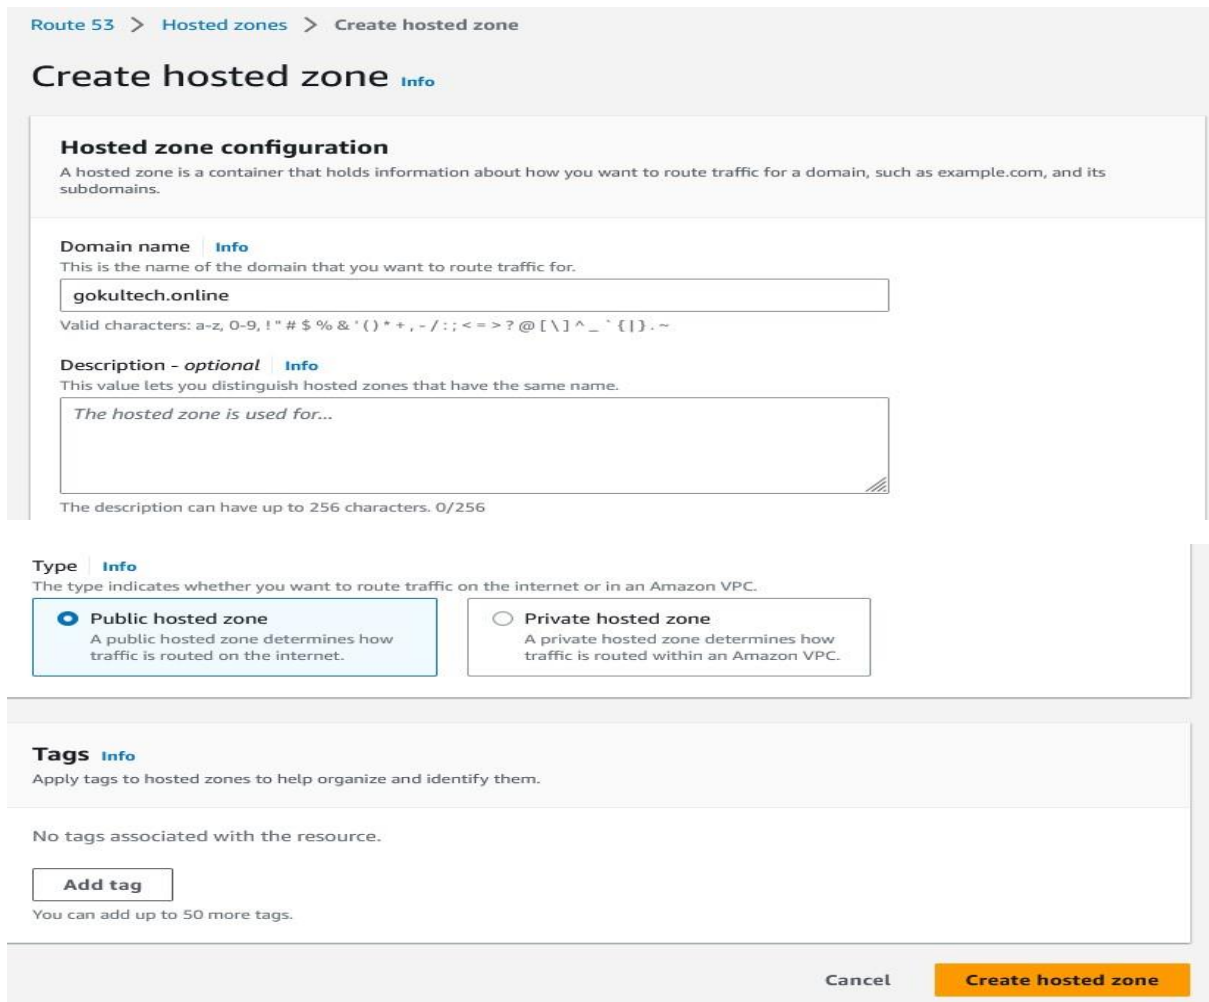 Route 53 > Hosted zones > Create hosted zone
Create hosted zone Info
Hosted zone configuration
A hosted zone is a container that holds information about how you want to route traffic for a domain, such as example.com, and its
subdomains.
Domain name Info
This is the name of the domain that you want to route traffic for.
gokultech.online
Valid characters: a-z, 0-9, ! " # $ % & ' ( ) * + , - / : ; < = > ? @ [ \ ] ^ _ ` { | } . ~
Description - optional Info
This value lets you distinguish hosted zones that have the same name.
The hosted zone is used for...
The description can have up to 256 characters. 0/256
Type Info
The type indicates whether you want to route traffic on the internet or in an Amazon VPC.
Public hosted zone
A public hosted zone determines how
traffic is routed on the internet.
Private hosted zone
A private hosted zone determines how
traffic is routed within an Amazon VPC.
Tags Info
Apply tags to hosted zones to help organize and identify them.
No tags associated with the resource.
Add tag
You can add up to 50 more tags.
Cancel
Create hosted zone